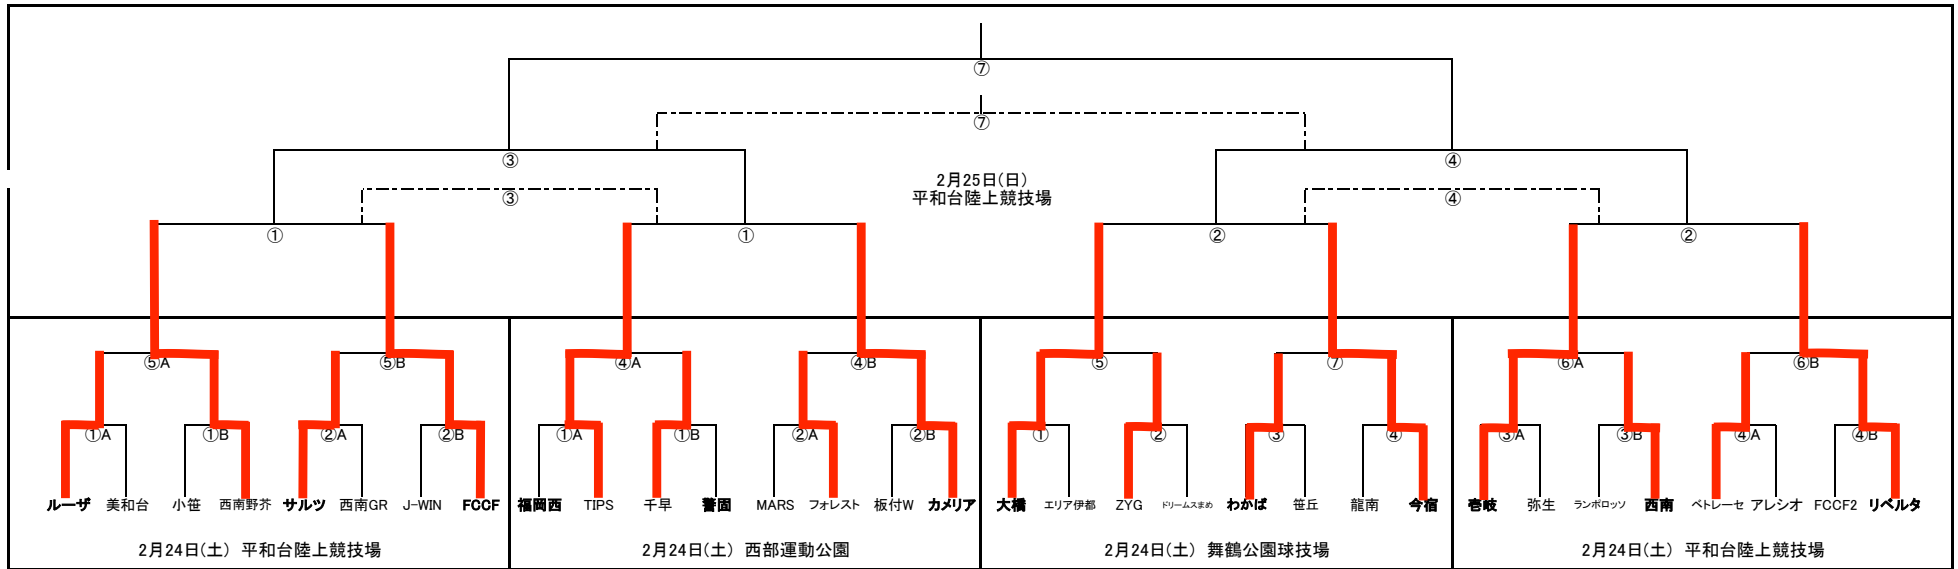 ⑦
⑦
③
④
2月25日(日)
平和台陸上競技場
③
④
①
①
②
②
⑤A
⑤B
④A
④B
⑤
⑦
⑥A
⑥B
①A
①B
②A
②B
①A
①B
②A
②B
①
②
③
④
③A
③B
④A
④B
ルーザ 美和台 小笹 西南野芥 サルツ 西南GR J-WIN FCCF 福岡西 TIPS 千早 警固 MARS フォレスト 板付W カメリア 大橋 エリア伊都 ZYG ドリームスまめ わかば 笹丘 龍南 今宿 壱岐 弥生 ランポロッソ 西南 ベトレーセ アレシオ FCCF2 リベルタ
2月24日(土) 平和台陸上競技場
2月24日(土) 西部運動公園
2月24日(土) 舞鶴公園球技場
2月24日(土) 平和台陸上競技場